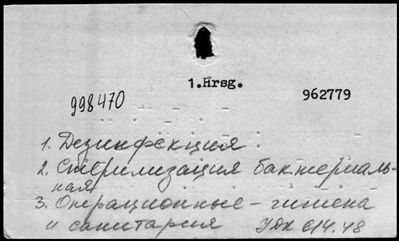 1.Hrsg.
998470 962779
1. Дезинфекция
2. Стерилизация бактериаль-
ная
3. Операционные - гигиена
и санитария УДК 614.48